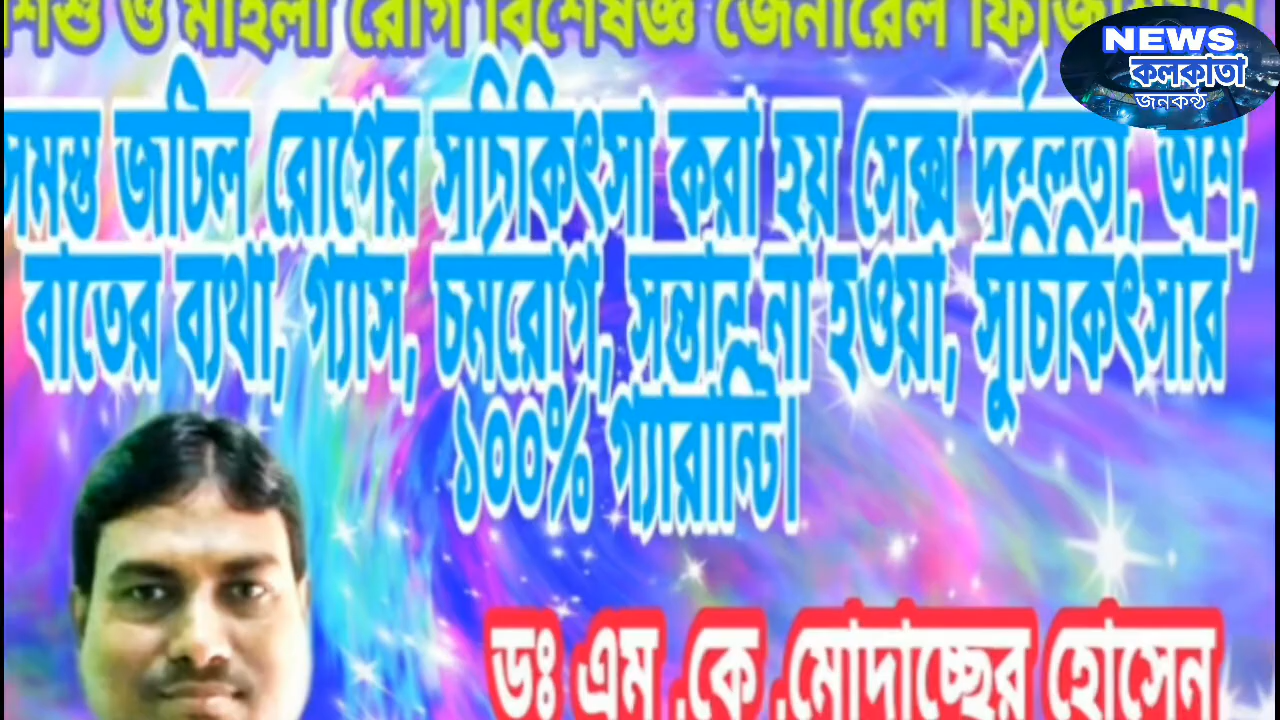 শিশু ও মহিলা রোগ বিশেষজ্ঞ জেনারেল
NEWS
কলকাতা
জনকন্ঠ
সমস্ত জটিল রোগের সুচিকিৎসা করা হয় সেক্স দুর্বলতা, অর্শ,
বাতের ব্যথা, গ্যাস, চর্মরোগ, সন্তান না হওয়া, সুচিকিৎসার
১০০% গ্যারান্টি।
ডঃ এম .কে .মোদাচ্ছের হোসেন